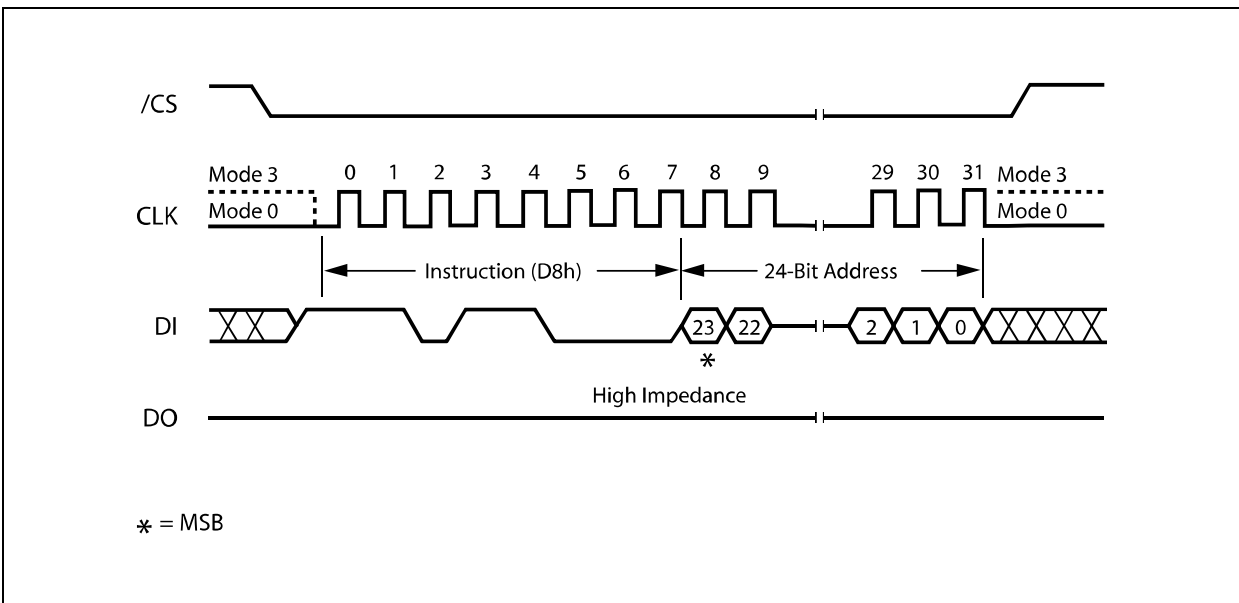 /CS
Mode 3
0 1 2 3 4 5 6 7 8 9 29 30 31
Mode 3
CLK
Mode 0
Mode 0
Instruction (D8h)
24-Bit Address
DI
23 22 2 1 0
*
High Impedance
DO
* = MSB